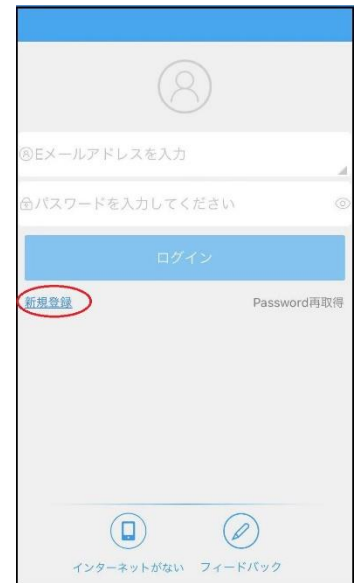 Eメールアドレスを入力
パスワードを入力してください
ログイン
新規登録 Password再取得
インターネットがない フィードバック